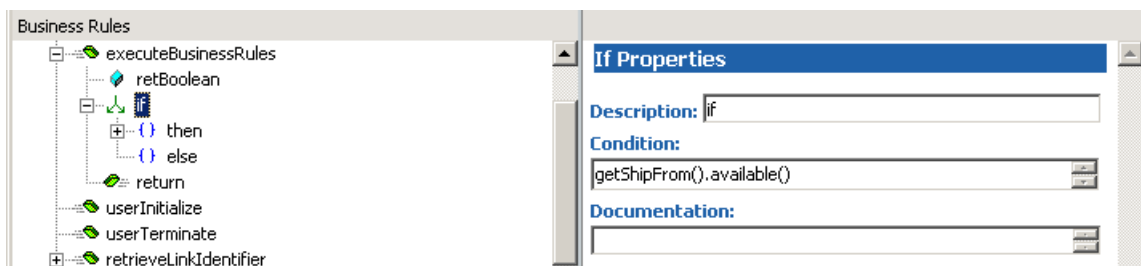 Business Rules
executeBusinessRules
retBoolean
if
{} then
{} else
return
userInitialize
userTerminate
retrieveLinkIdentifier
If Properties
Description: if
Condition:
getShipFrom().available()
Documentation: